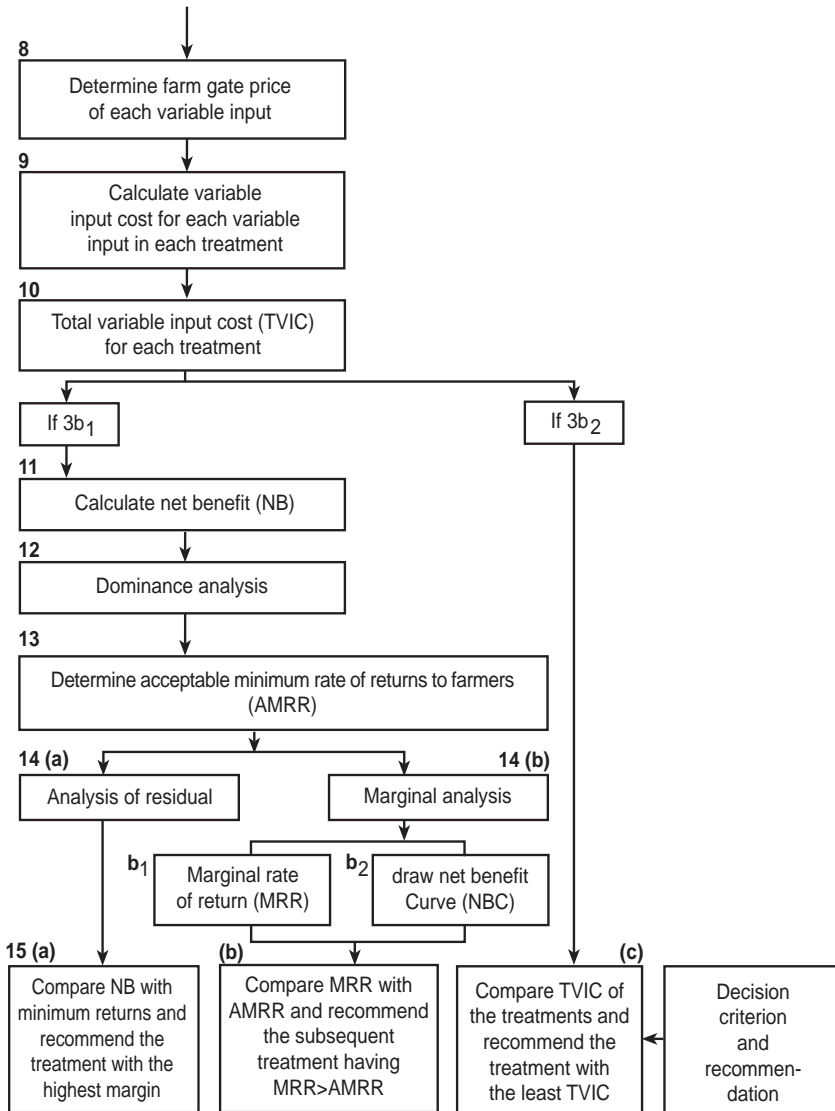 8
Determine farm gate price
of each variable input
9
Calculate variable
input cost for each variable
input in each treatment
10
Total variable input cost (TVIC)
for each treatment
If 3b1
If 3b2
11
Calculate net benefit (NB)
12
Dominance analysis
13
Determine acceptable minimum rate of returns to farmers
(AMRR)
14 (a)
Analysis of residual
14 (b)
Marginal analysis
b1
Marginal rate
of return (MRR)
b2
draw net benefit
Curve (NBC)
15 (a)
Compare NB with
minimum returns and
recommend the
treatment with the
highest margin
(b)
Compare MRR with
AMRR and recommend
the subsequent
treatment having
MRR>AMRR
(c)
Compare TVIC of
the treatments and
recommend the
treatment with
the least TVIC
Decision
criterion
and
recommen-
dation